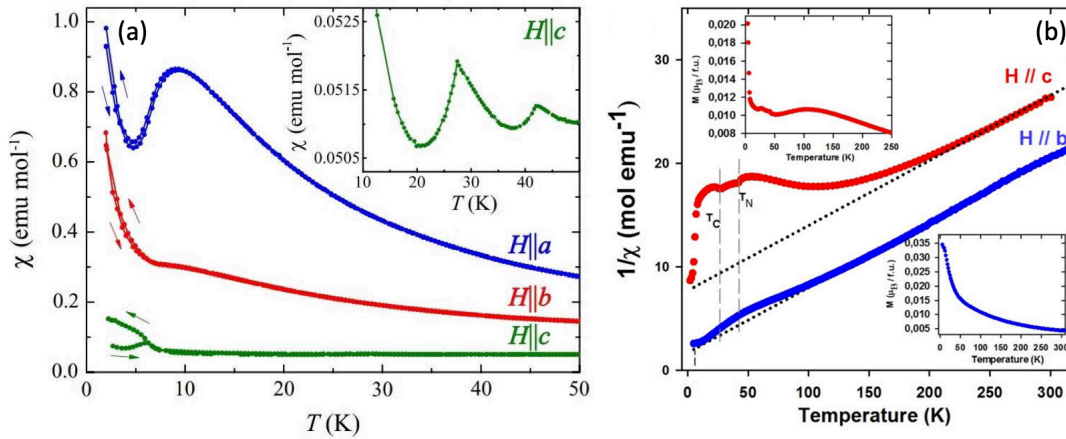 (a)
H||c
χ (emu mol⁻¹)
0.0525
0.0515
0.0505
10 20 30 40 50
T (K)
χ (emu mol⁻¹)
1.0
0.8
0.6
0.4
0.2
0.0
H||a
H||b
H||c
0 10 20 30 40 50
T (K)
(b)
M (μB / f.u.)
0,020
0,018
0,016
0,014
0,012
0,010
0,008
0 50 100 150 200 250
Temperature (K)
H // c
H // b
1/χ (mol emu⁻¹)
30
20
10
0
TC
TN
M (μB / f.u.)
0,035
0,030
0,025
0,020
0,015
0,010
0,005
0 50 100 150 200 250 300
Temperature (K)
0 50 100 150 200 250 300
Temperature (K)